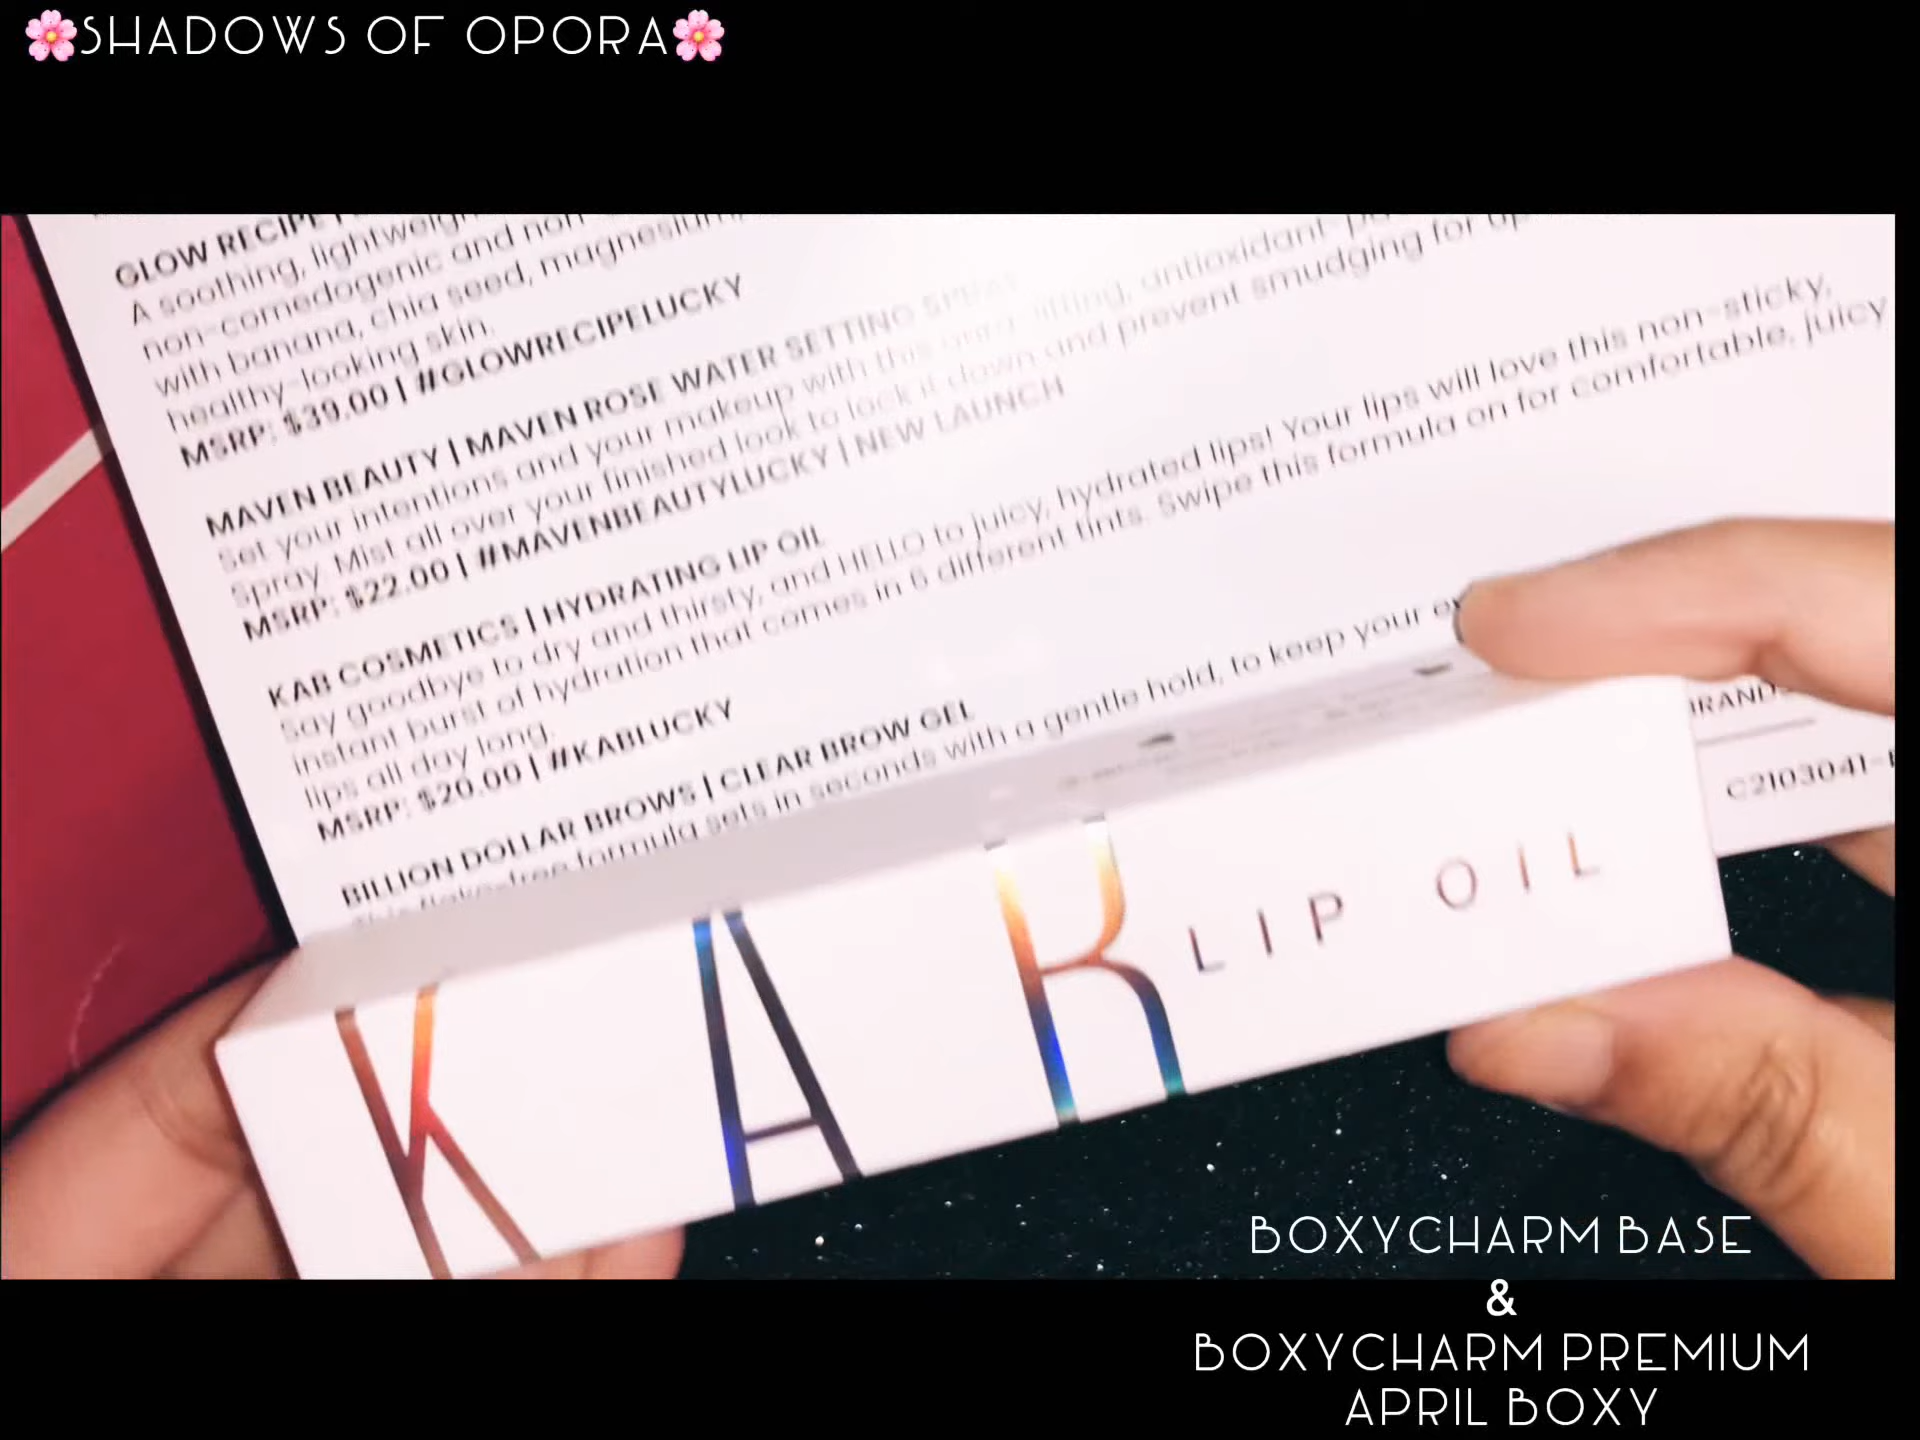 🌸SHADOWS OF OPORA🌸
GLOW RECIPE
A soothing, lightweight
non-comedogenic and non-
with banana, chia seed, magnesium,
healthy-looking skin.
MSRP: $39.00 | #GLOWRECIPELUCKY
MAVEN BEAUTY | MAVEN ROSE WATER SETTING SPRAY
Set your intentions and your makeup with this lifting, antioxidant-
Spray. Mist all over your finished look to lock it down and prevent smudging for up
MSRP: $22.00 | #MAVENBEAUTYLUCKY | NEW LAUNCH
KAB COSMETICS | HYDRATING LIP OIL
Say goodbye to dry and thirsty, and HELLO to juicy, hydrated lips! Your lips will love this non-sticky,
instant burst of hydration that comes in 6 different tints. Swipe this formula on for comfortable, juicy
lips all day long.
MSRP: $20.00 | #KABLUCKY
BILLION DOLLAR BROWS | CLEAR BROW GEL
This flake-free formula sets in seconds with a gentle hold, to keep your
BRANDS
C2103041-
KAB LIP OIL
BOXYCHARM BASE
&
BOXYCHARM PREMIUM
APRIL BOXY